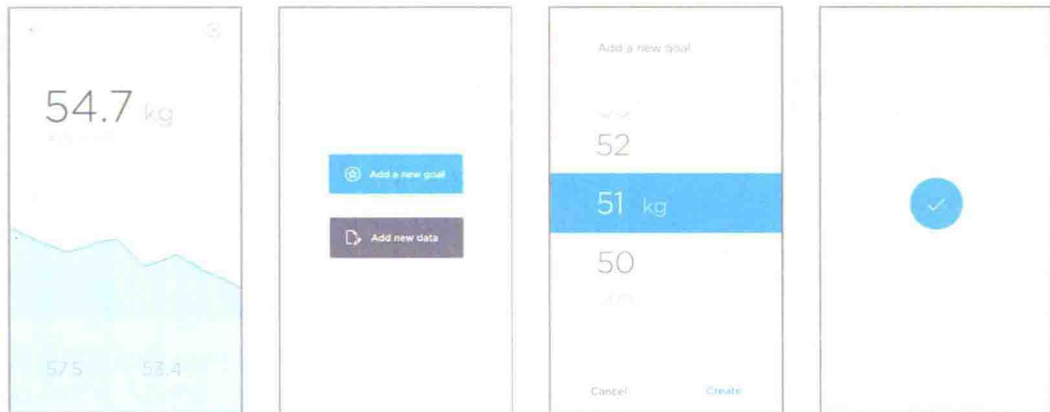 54.7 kg
57.5
53.4
Add a new goal
Add new data
Add a new goal
52
51 kg
50
Cancel
Create